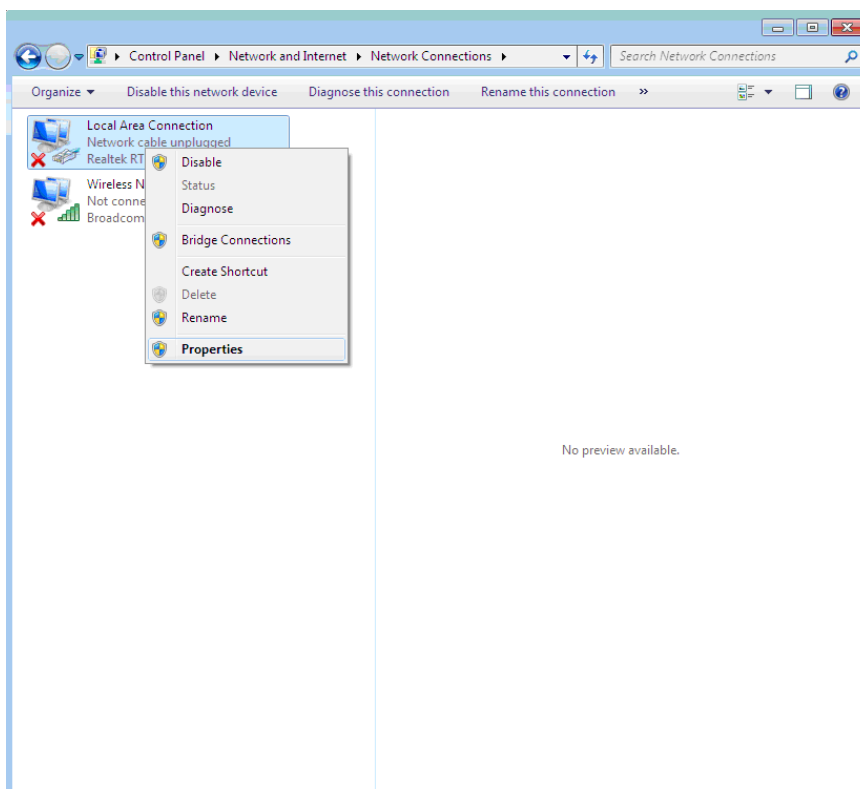 Control Panel Network and Internet Network Connections
Search Network Connections
Organize Disable this network device Diagnose this connection Rename this connection »
Local Area Connection
Network cable unplugged
Realtek RT
Wireless N
Not conne
Broadcom
Disable
Status
Diagnose
Bridge Connections
Create Shortcut
Delete
Rename
Properties
No preview available.